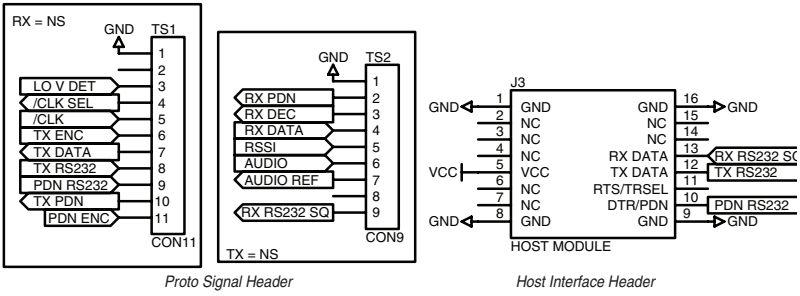 RX = NS
GND TS1
1
2
LO V DET 3
/CLK SEL 4
/CLK 5
TX ENC 6
TX DATA 7
TX RS232 8
PDN RS232 9
TX PDN 10
PDN ENC 11
CON11
GND TS2
1
RX PDN 2
RX DEC 3
RX DATA 4
RSSI 5
AUDIO 6
AUDIO REF 7
8
RX RS232 SQ 9
CON9
TX = NS
Proto Signal Header
J3
GND 1 GND GND 16 GND
2 NC NC 15
3 NC NC 14
4 NC RX DATA 13 RX RS232 SQ
VCC 5 VCC TX DATA 12 TX RS232
6 NC RTS/TRSEL 11
7 NC DTR/PDN 10 PDN RS232
GND 8 GND GND 9 GND
HOST MODULE
Host Interface Header